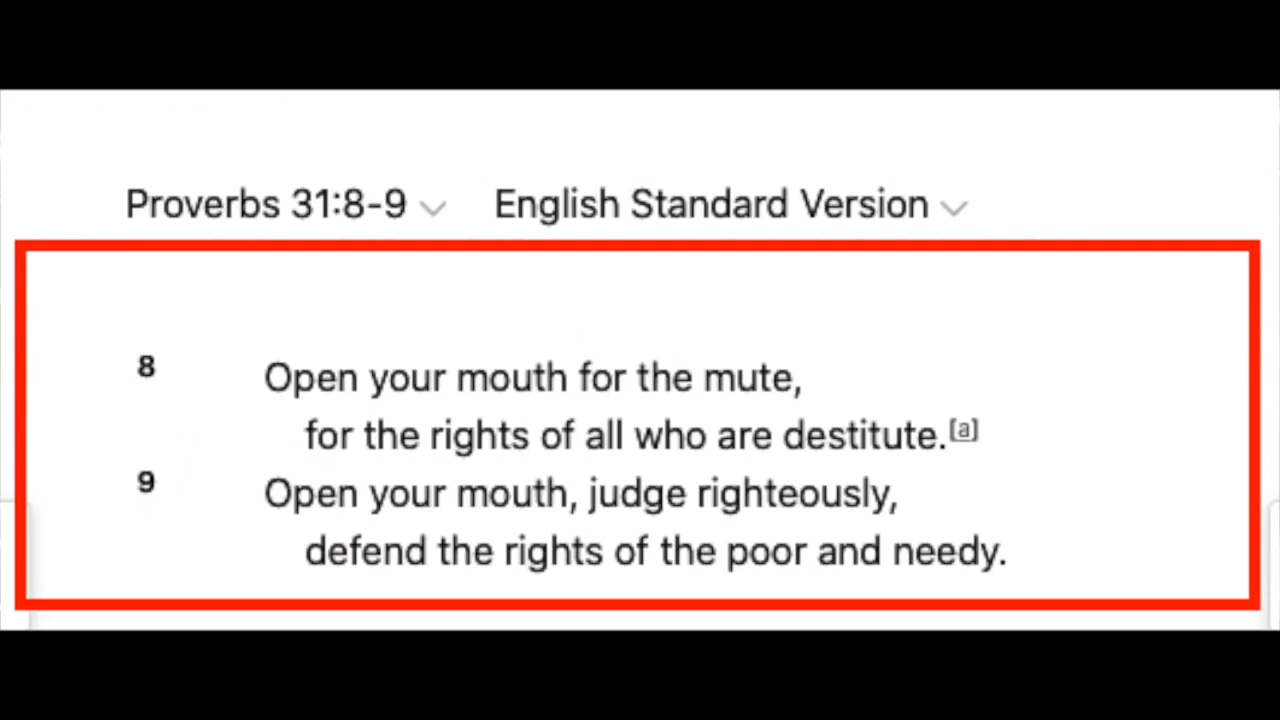 Proverbs 31:8-9 English Standard Version
8 Open your mouth for the mute,
for the rights of all who are destitute.[a]
9 Open your mouth, judge righteously,
defend the rights of the poor and needy.